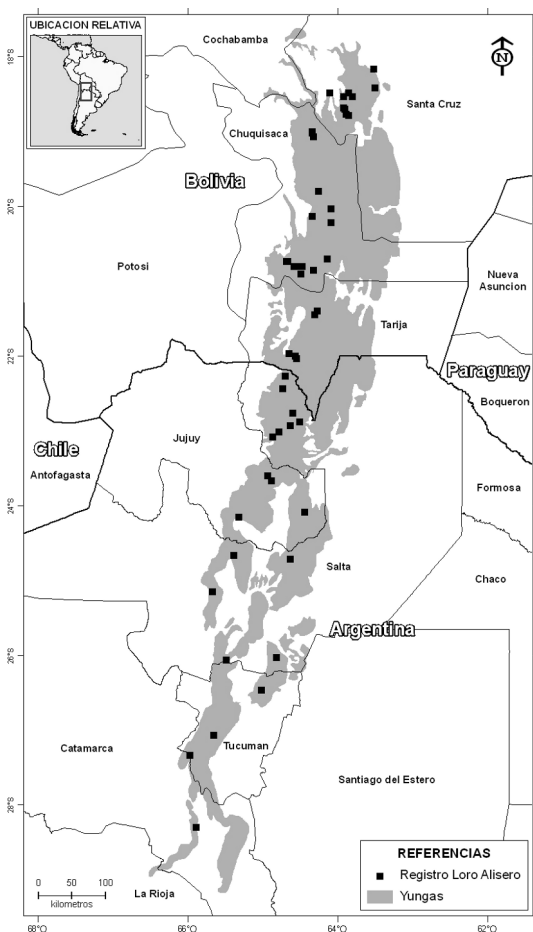 UBICACION RELATIVA
N
Cochabamba
18°S
Santa Cruz
Chuquisaca
Bolivia
20°S
Potosi
Nueva
Asuncion
Tarija
22°S
Paraguay
Boqueron
Jujuy
Chile
Antofagasta
Formosa
24°S
Salta
Chaco
Argentina
26°S
Catamarca
Tucuman
Santiago del Estero
28°S
REFERENCIAS
Registro Loro Alisero
Yungas
0 50 100
kilometros
La Rioja
68°O 66°O 64°O 62°O